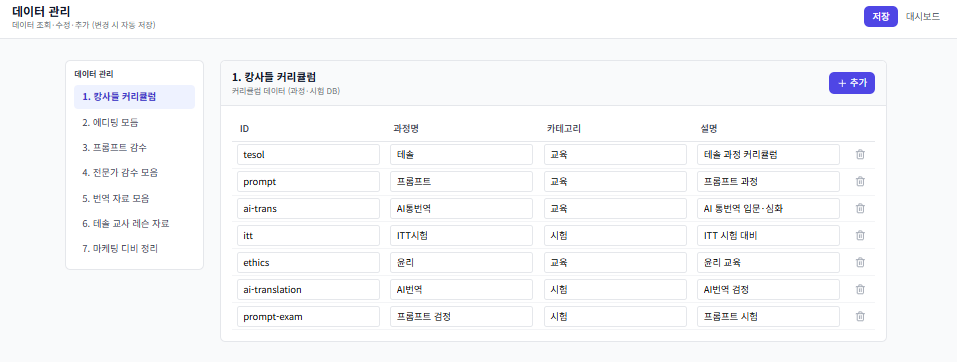 데이터 관리
데이터 조회·수정·추가 (변경 시 자동 저장)
저장
대시보드
데이터 관리
1. 캉사돌 커리큘럼
2. 에디팅 모듬
3. 프롬프트 감수
4. 전문가 감수 모음
5. 번역 자료 모음
6. 테솔 교사 레슨 자료
7. 마케팅 디비 정리
1. 캉사돌 커리큘럼
커리큘럼 데이터 (과정·시험 DB)
+ 추가
ID 과정명 카테고리 설명
tesol 테솔 교육 테솔 과정 커리큘럼
prompt 프롬프트 교육 프롬프트 과정
ai-trans AI통번역 교육 AI 통번역 입문·심화
itt ITT시험 시험 ITT 시험 대비
ethics 윤리 교육 윤리 교육
ai-translation AI번역 시험 AI번역 검정
prompt-exam 프롬프트 검정 시험 프롬프트 시험